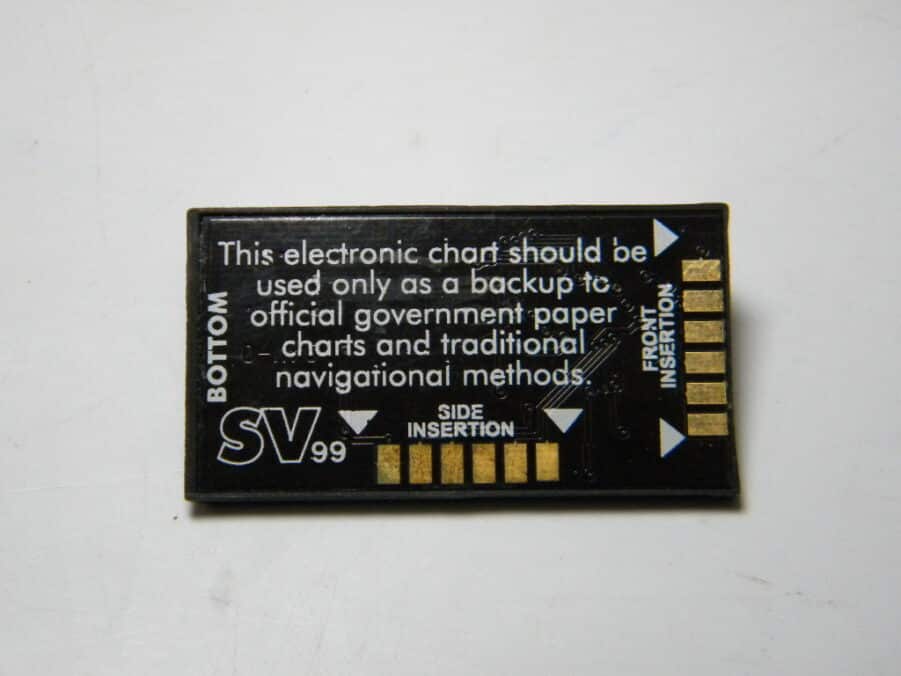 This electronic chart should be
used only as a backup to
official government paper
charts and traditional
navigational methods.
BOTTOM
FRONT
INSERTION
SIDE
INSERTION
SV99